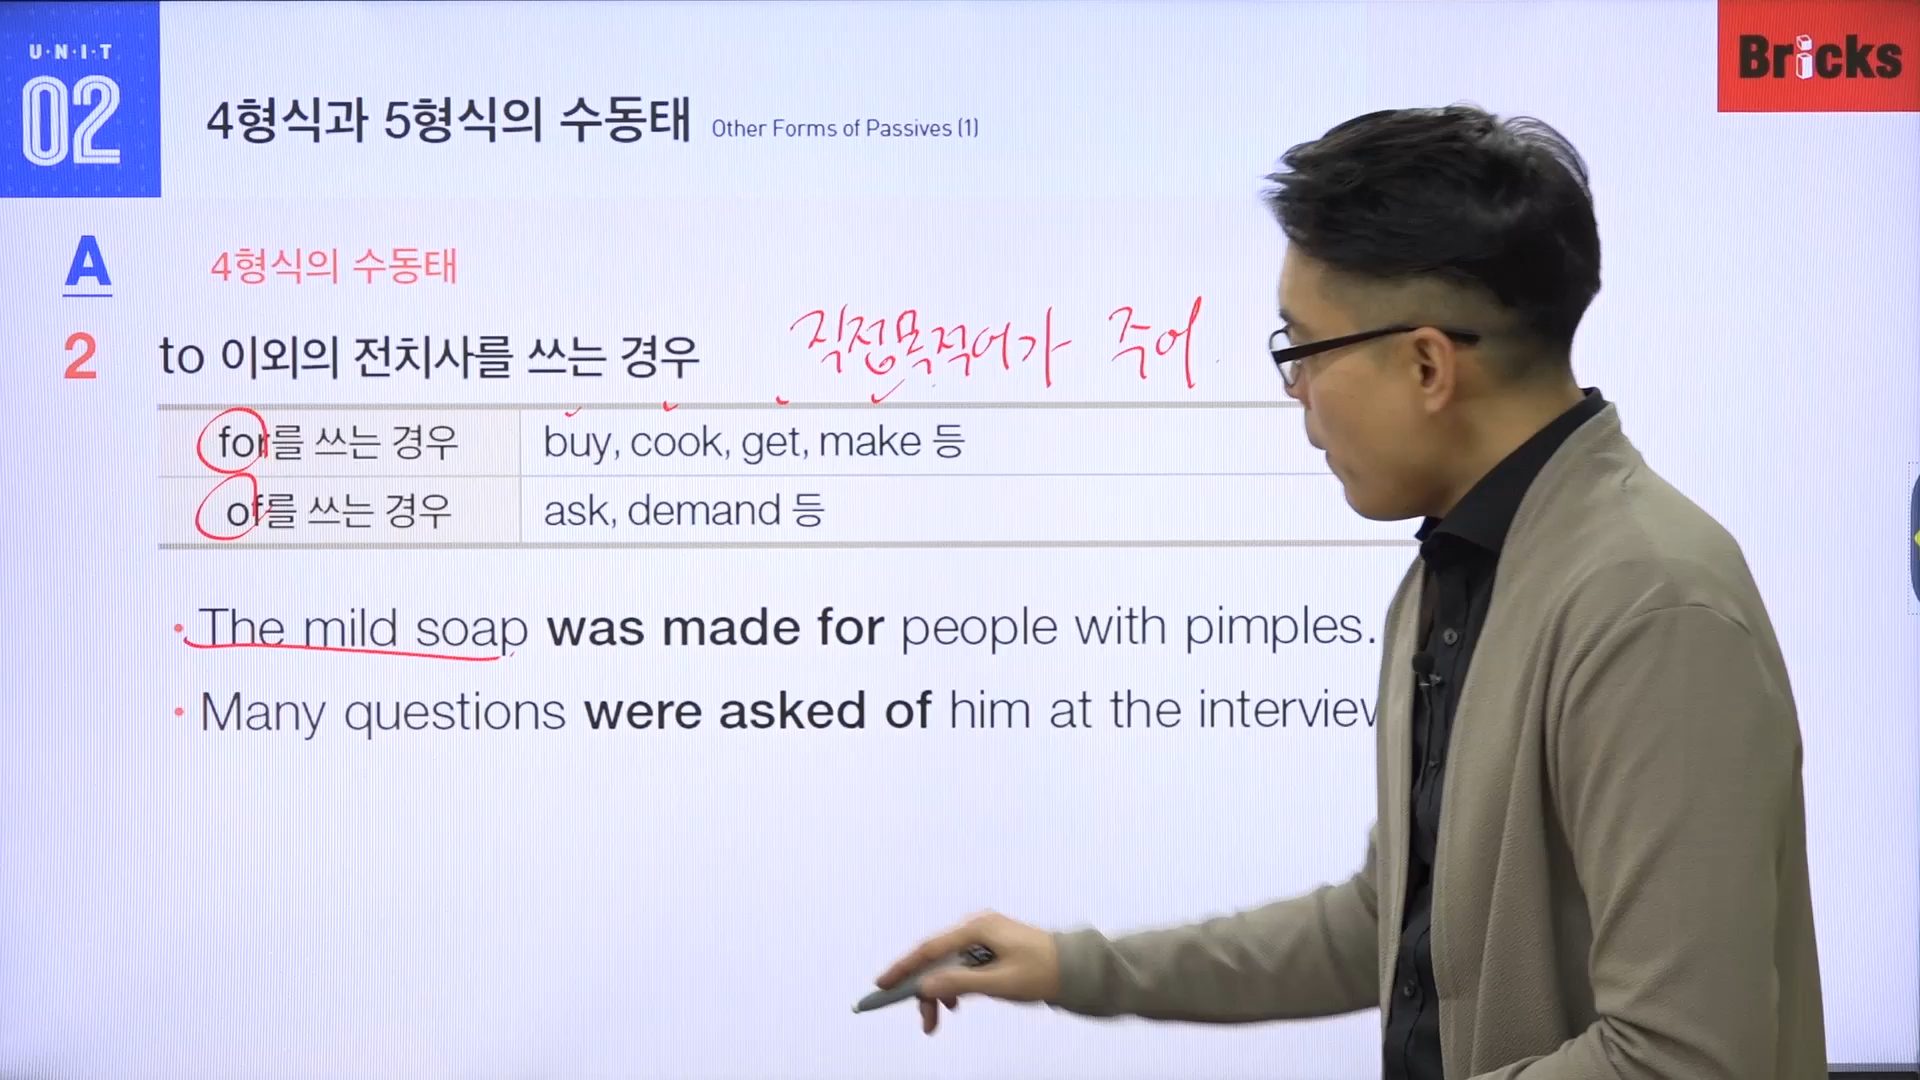 U·N·I·T
02
Bricks
4형식과 5형식의 수동태 Other Forms of Passives (1)
A 4형식의 수동태
2 to 이외의 전치사를 쓰는 경우 직접목적어가 주어
for를 쓰는 경우 buy, cook, get, make 등
of를 쓰는 경우 ask, demand 등
• The mild soap was made for people with pimples.
• Many questions were asked of him at the interview